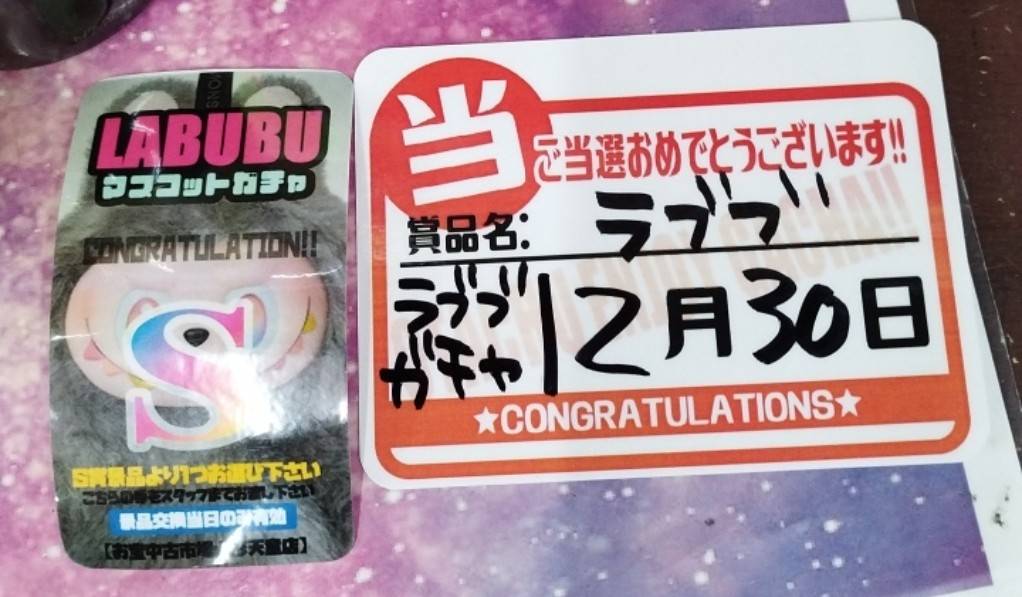 LABUBU
マスコットガチャ
CONGRATULATION!!
S
S賞景品より1つお選び下さい
こちらの券をスタッフまでお渡し下さい
景品交換当日のみ有効
天童店】
当
ご当選おめでとうございます!!
賞品名: ラブブ
ラブブ
ガチャ
12月30日
★CONGRATULATIONS★